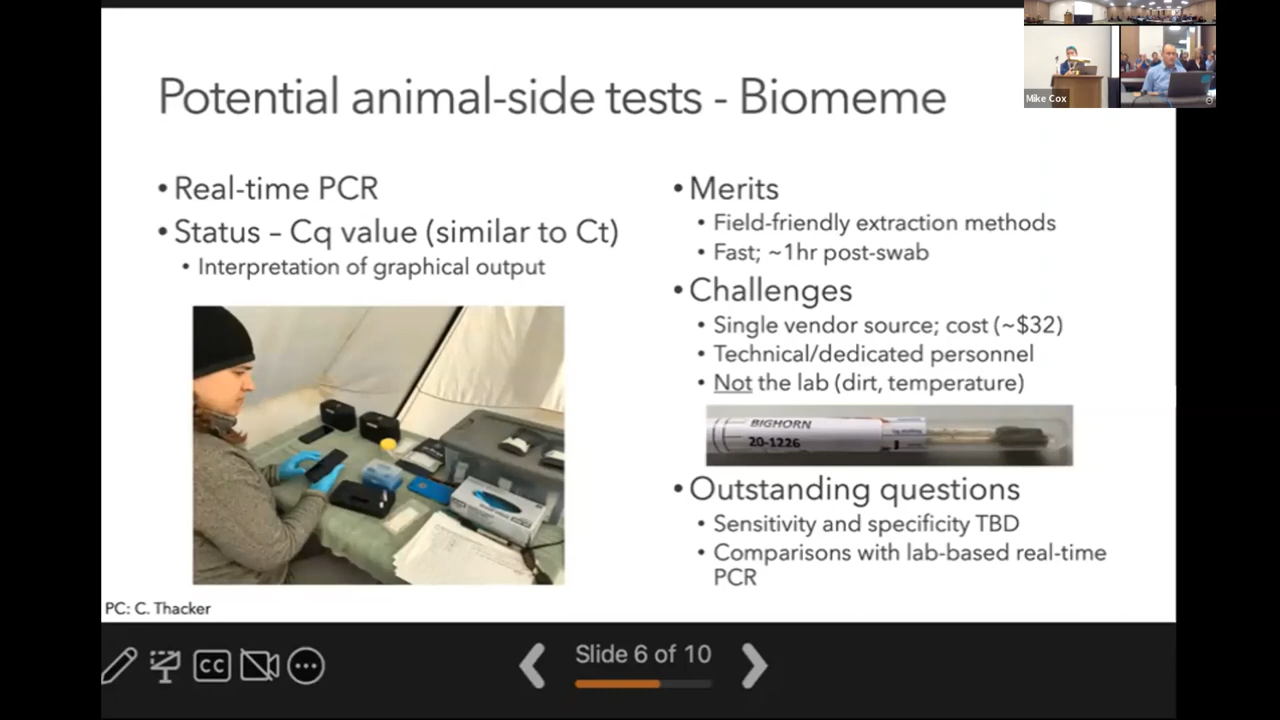 Potential animal-side tests - Biomeme
• Real-time PCR
• Status – Cq value (similar to Ct)
• Interpretation of graphical output
PC: C. Thacker
• Merits
• Field-friendly extraction methods
• Fast; ~1hr post-swab
• Challenges
• Single vendor source; cost (~$32)
• Technical/dedicated personnel
• Not the lab (dirt, temperature)
BIGHORN
20-1226
• Outstanding questions
• Sensitivity and specificity TBD
• Comparisons with lab-based real-time
PCR
Mike Cox
CC
Slide 6 of 10